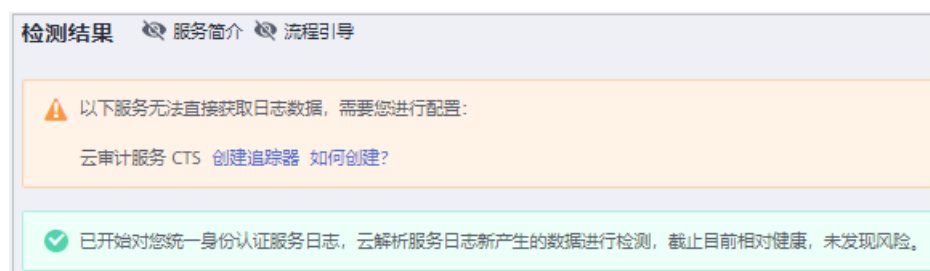 检测结果 服务简介 流程引导
以下服务无法直接获取日志数据，需要您进行配置：
云审计服务 CTS 创建追踪器 如何创建？
已开始对您统一身份认证服务日志，云解析服务日志新产生的数据进行检测，截止目前相对健康，未发现风险。